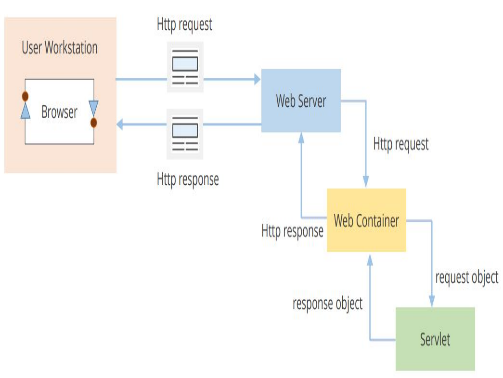 Http request
User Workstation
Browser
Web Server
Http request
Http response
Web Container
Http response
request object
response object
Servlet